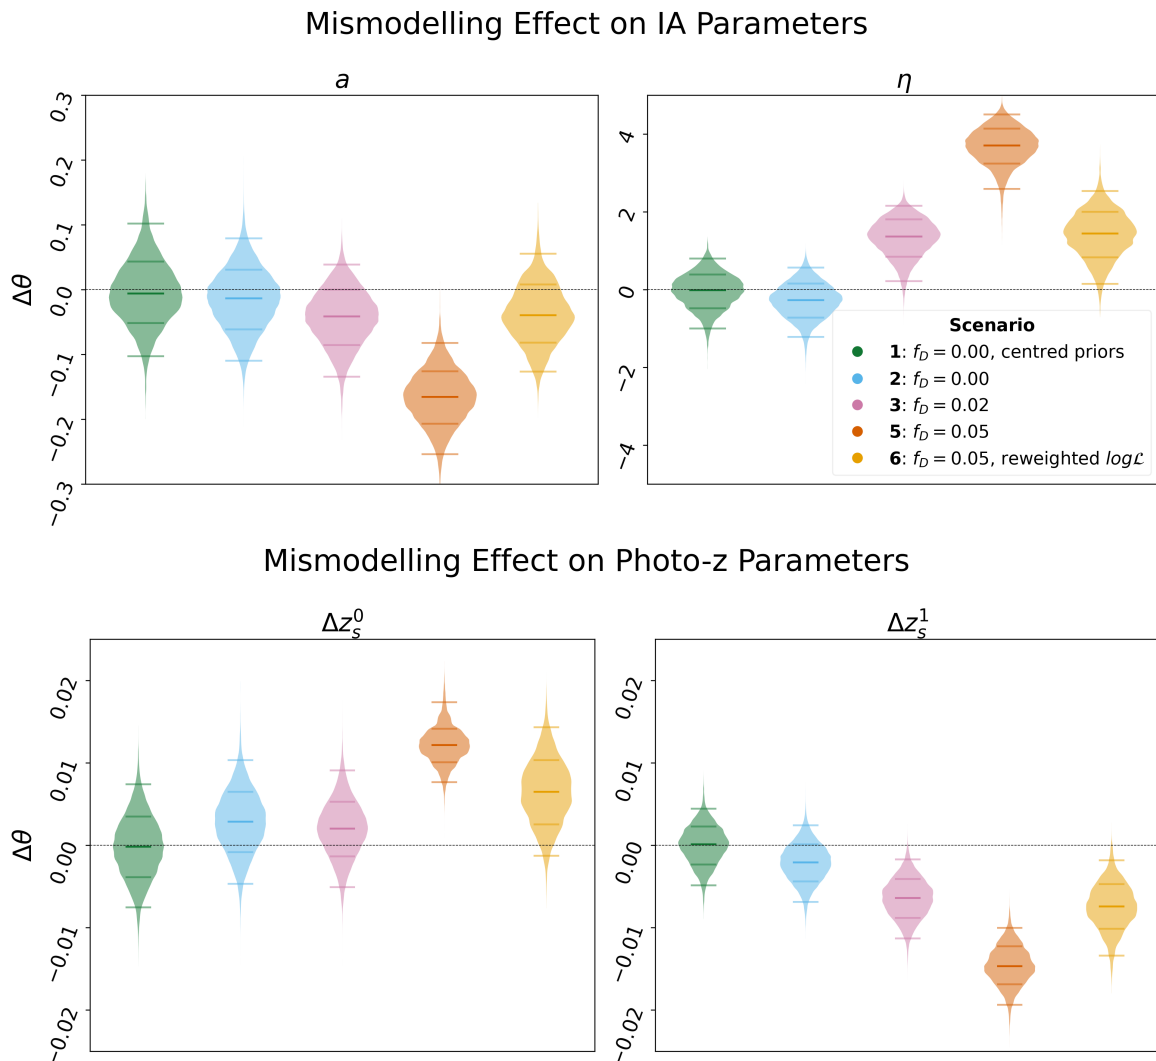 Mismodelling Effect on IA Parameters
a
η
Δθ
0.3
0.2
0.1
0.0
−0.1
−0.2
−0.3
4
2
0
−2
−4
Scenario
1: f_D = 0.00, centred priors
2: f_D = 0.00
3: f_D = 0.02
5: f_D = 0.05
6: f_D = 0.05, reweighted logℒ
Mismodelling Effect on Photo-z Parameters
Δz_s^0
Δz_s^1
Δθ
0.02
0.01
0.00
−0.01
−0.02
0.02
0.01
0.00
−0.01
−0.02